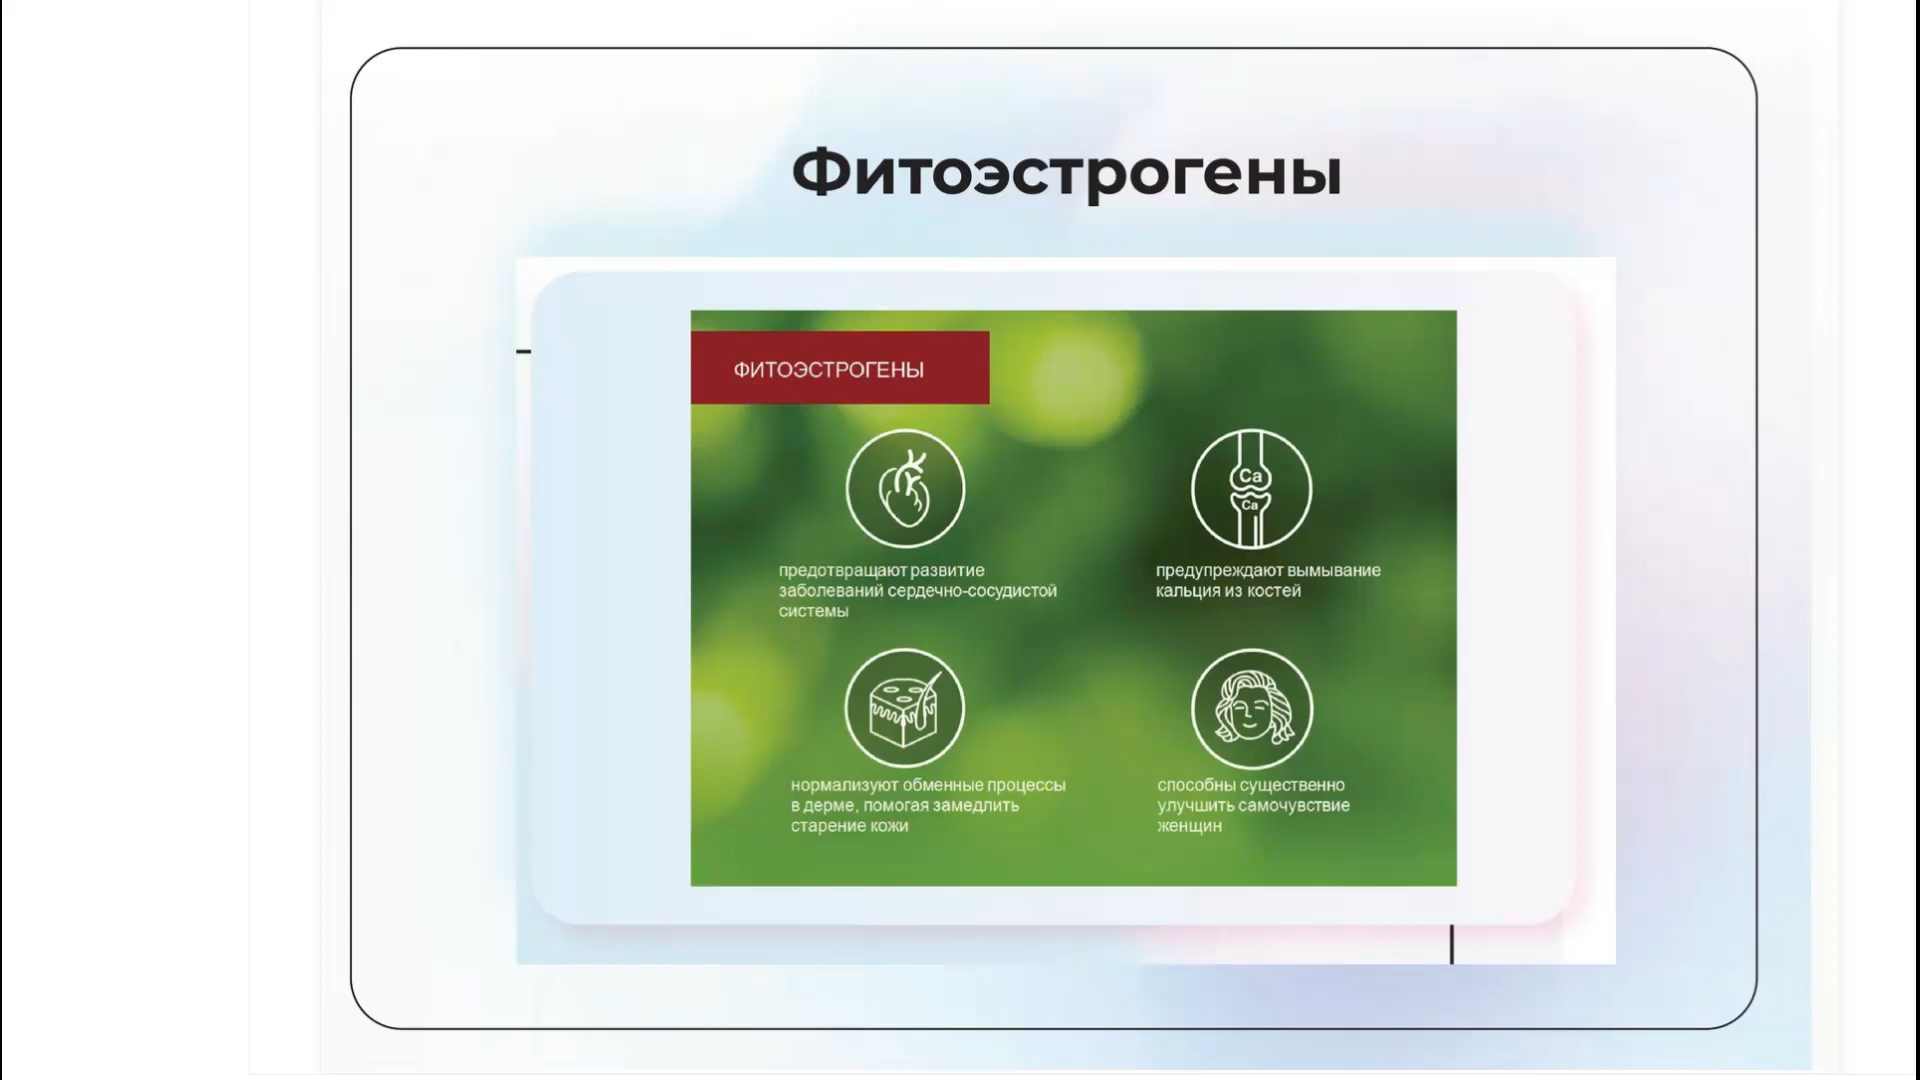 Фитоэстрогены
ФИТОЭСТРОГЕНЫ
Ca
Ca
предотвращают развитие
заболеваний сердечно-сосудистой
системы
предупреждают вымывание
кальция из костей
нормализуют обменные процессы
в дерме, помогая замедлить
старение кожи
способны существенно
улучшить самочувствие
женщин